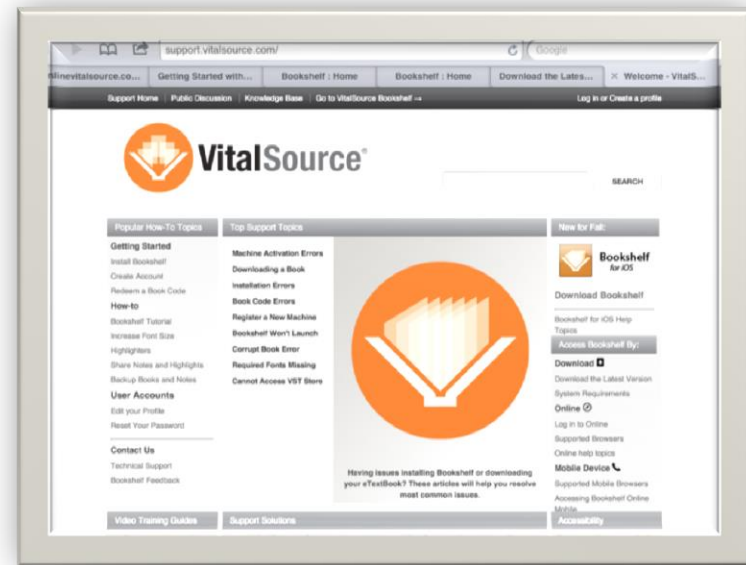 support.vitalsource.com/
Google
nlinevitalsource.co...
Getting Started with...
Bookshelf : Home
Bookshelf : Home
Download the Lates...
× Welcome - VitalS...
Support Home | Public Discussion | Knowledge Base | Go to VitalSource Bookshelf →
Log in or Create a profile
VitalSource®
SEARCH
Popular How-To Topics
Getting Started
Install Bookshelf
Create Account
Redeem a Book Code
How-to
Bookshelf Tutorial
Increase Font Size
Highlighters
Share Notes and Highlights
Backup Books and Notes
User Accounts
Edit your Profile
Reset Your Password
Contact Us
Technical Support
Bookshelf Feedback
Video Training Guides
Top Support Topics
Machine Activation Errors
Downloading a Book
Installation Errors
Book Code Errors
Register a New Machine
Bookshelf Won't Launch
Corrupt Book Error
Required Fonts Missing
Cannot Access VST Store
Having issues installing Bookshelf or downloading
your eTextBook? These articles will help you resolve
most common issues.
Support Solutions
New for Fall:
Bookshelf
for iOS
Download Bookshelf
Bookshelf for iOS Help
Topics
Access Bookshelf By:
Download
Download the Latest Version
System Requirements
Online
Log in to Online
Supported Browsers
Online help topics
Mobile Device
Supported Mobile Browsers
Accessing Bookshelf Online
Mobile
Accessibility